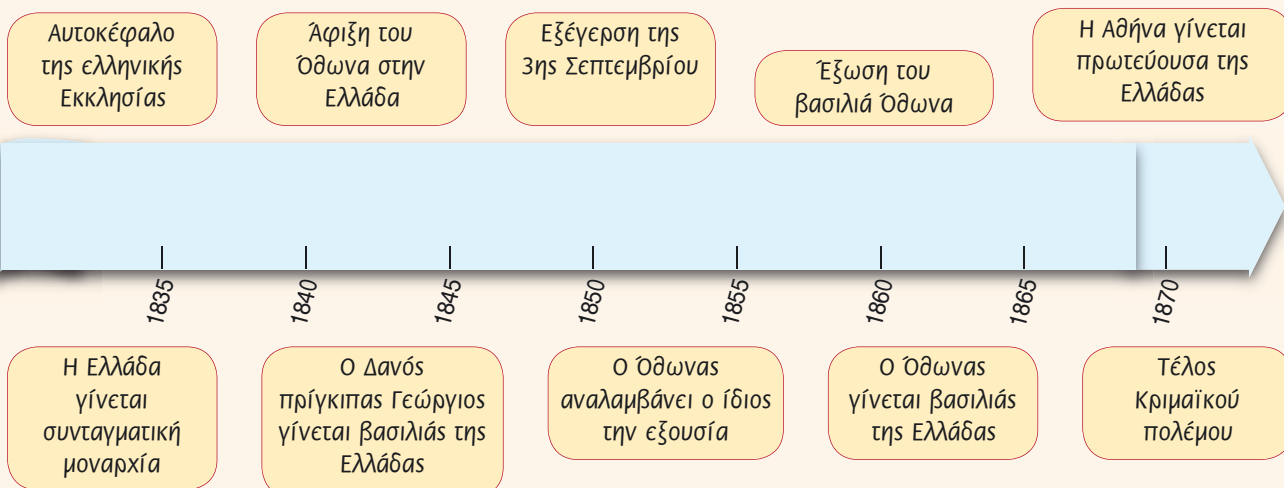 Αυτοκέφαλο
της ελληνικής
Εκκλησίας
Άφιξη του
Όθωνα στην
Ελλάδα
Εξέγερση της
3ης Σεπτεμβρίου
Έξωση του
βασιλιά Όθωνα
Η Αθήνα γίνεται
πρωτεύουσα της
Ελλάδας
1835
1840
1845
1850
1855
1860
1865
1870
Η Ελλάδα
γίνεται
συνταγματική
μοναρχία
Ο Δανός
πρίγκιπας Γεώργιος
γίνεται βασιλιάς της
Ελλάδας
Ο Όθωνας
αναλαμβάνει ο ίδιος
την εξουσία
Ο Όθωνας
γίνεται βασιλιάς
της Ελλάδας
Τέλος
Κριμαϊκού
πολέμου